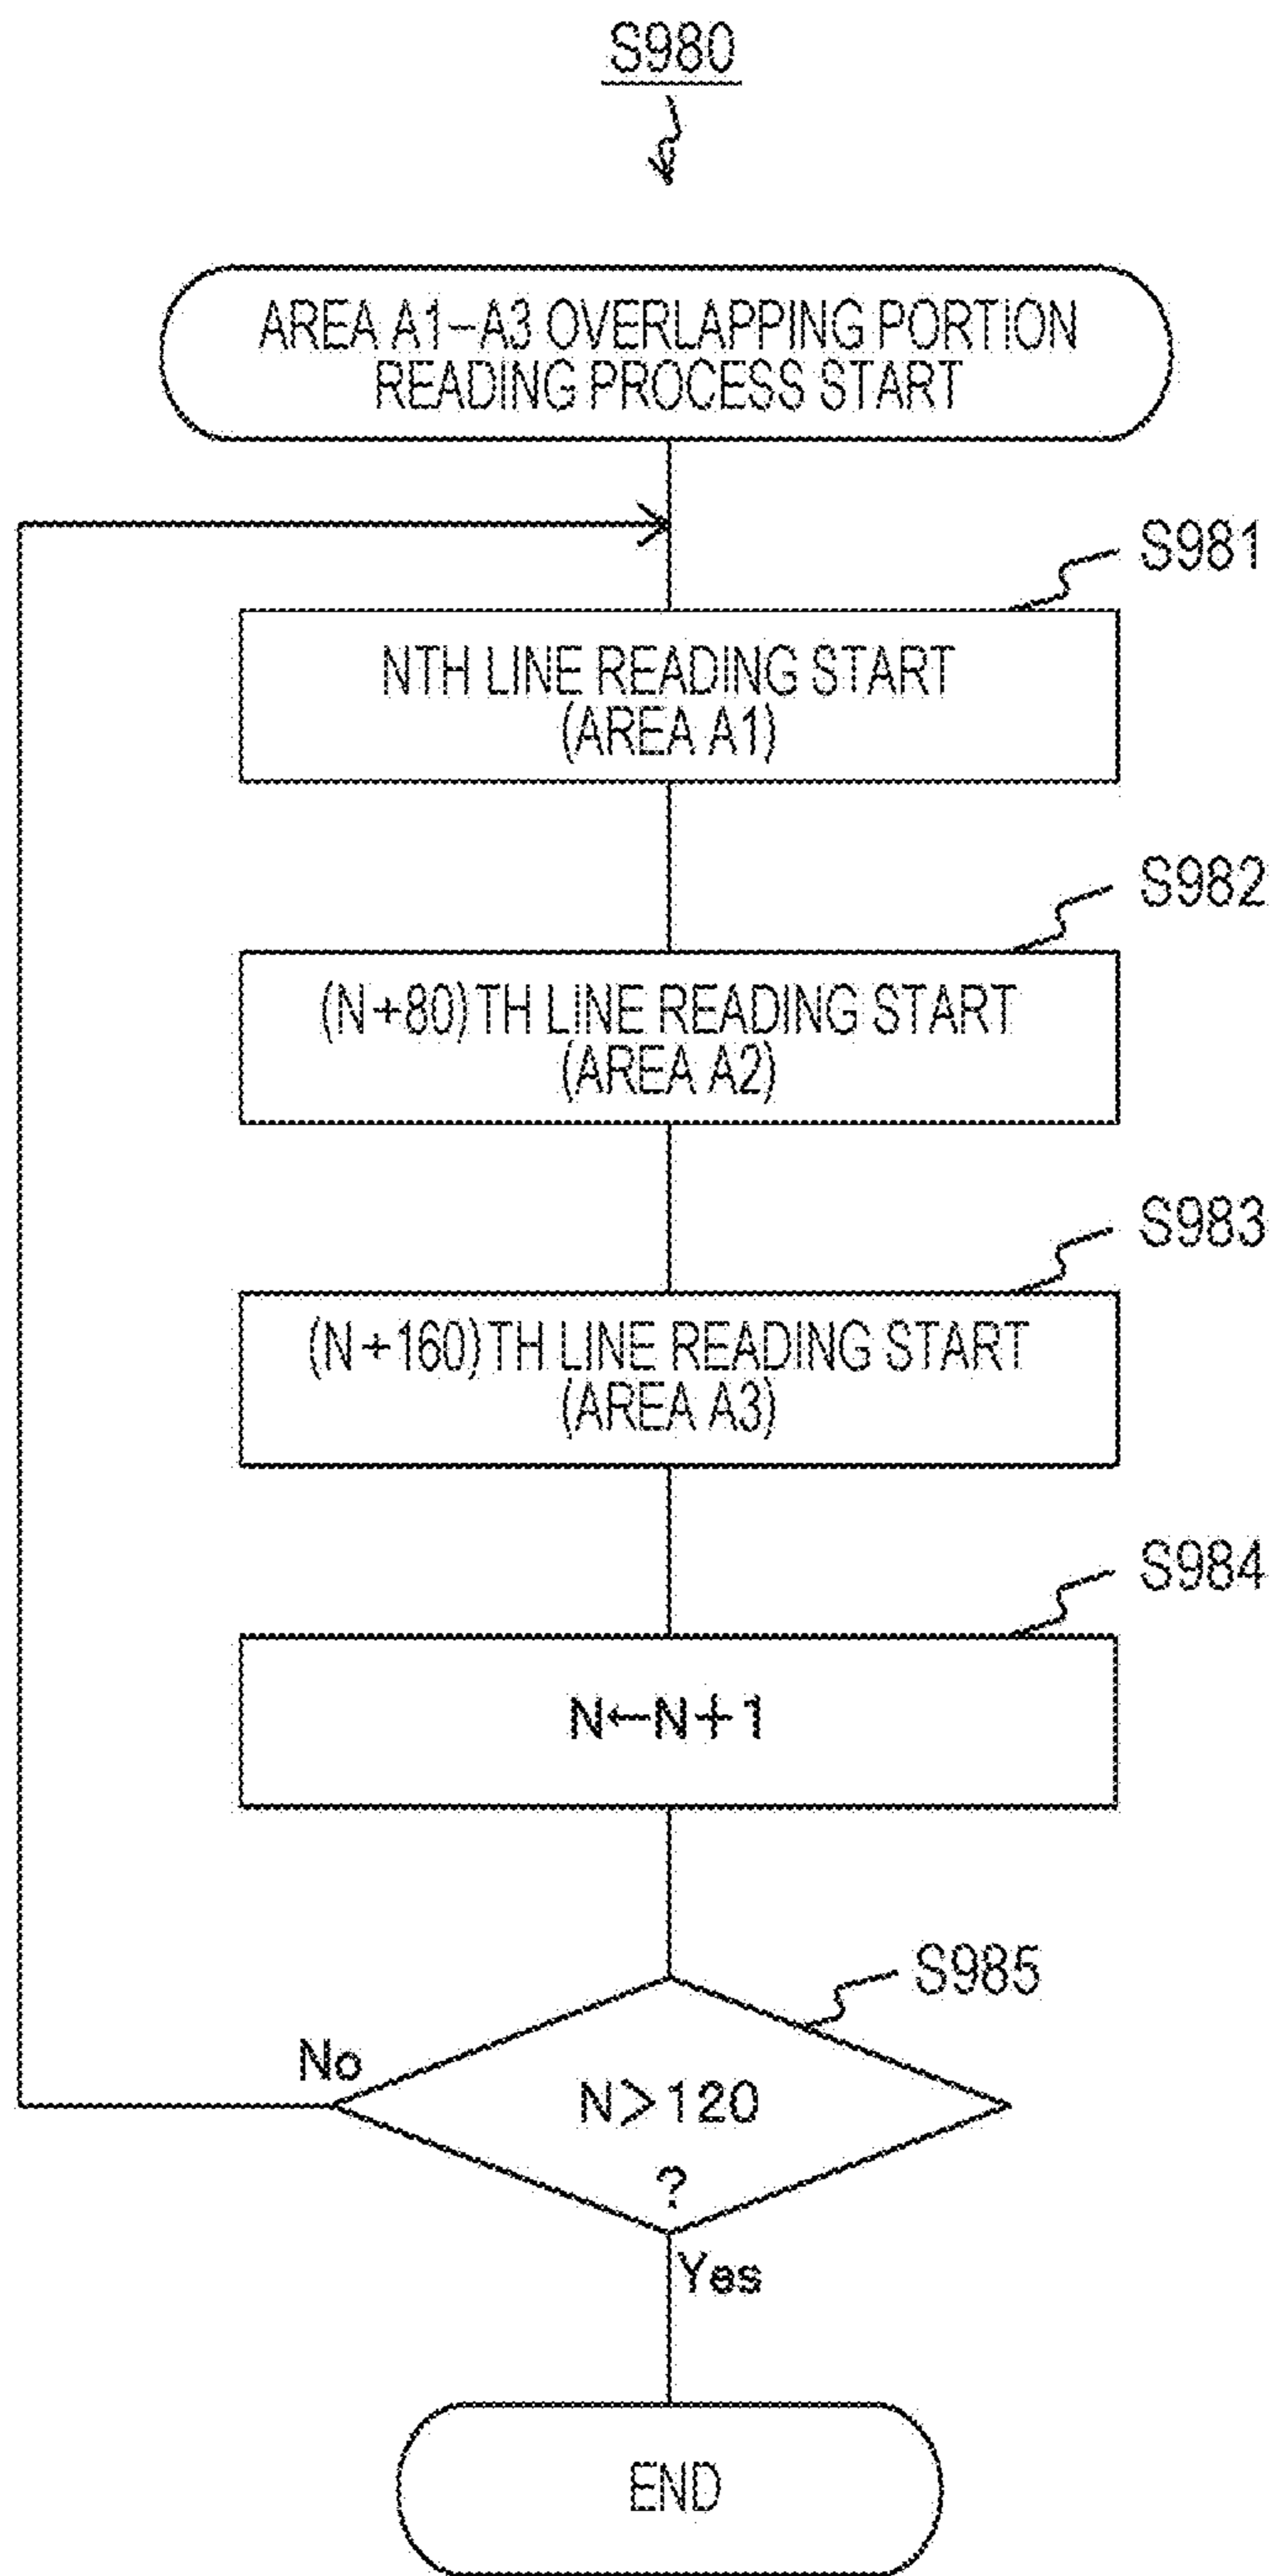 S980
AREA A1-A3 OVERLAPPING PORTION
READING PROCESS START
S981
NTH LINE READING START
(AREA A1)
S982
(N+80)TH LINE READING START
(AREA A2)
S983
(N+160)TH LINE READING START
(AREA A3)
S984
N←N+1
S985
No
N>120
?
Yes
END